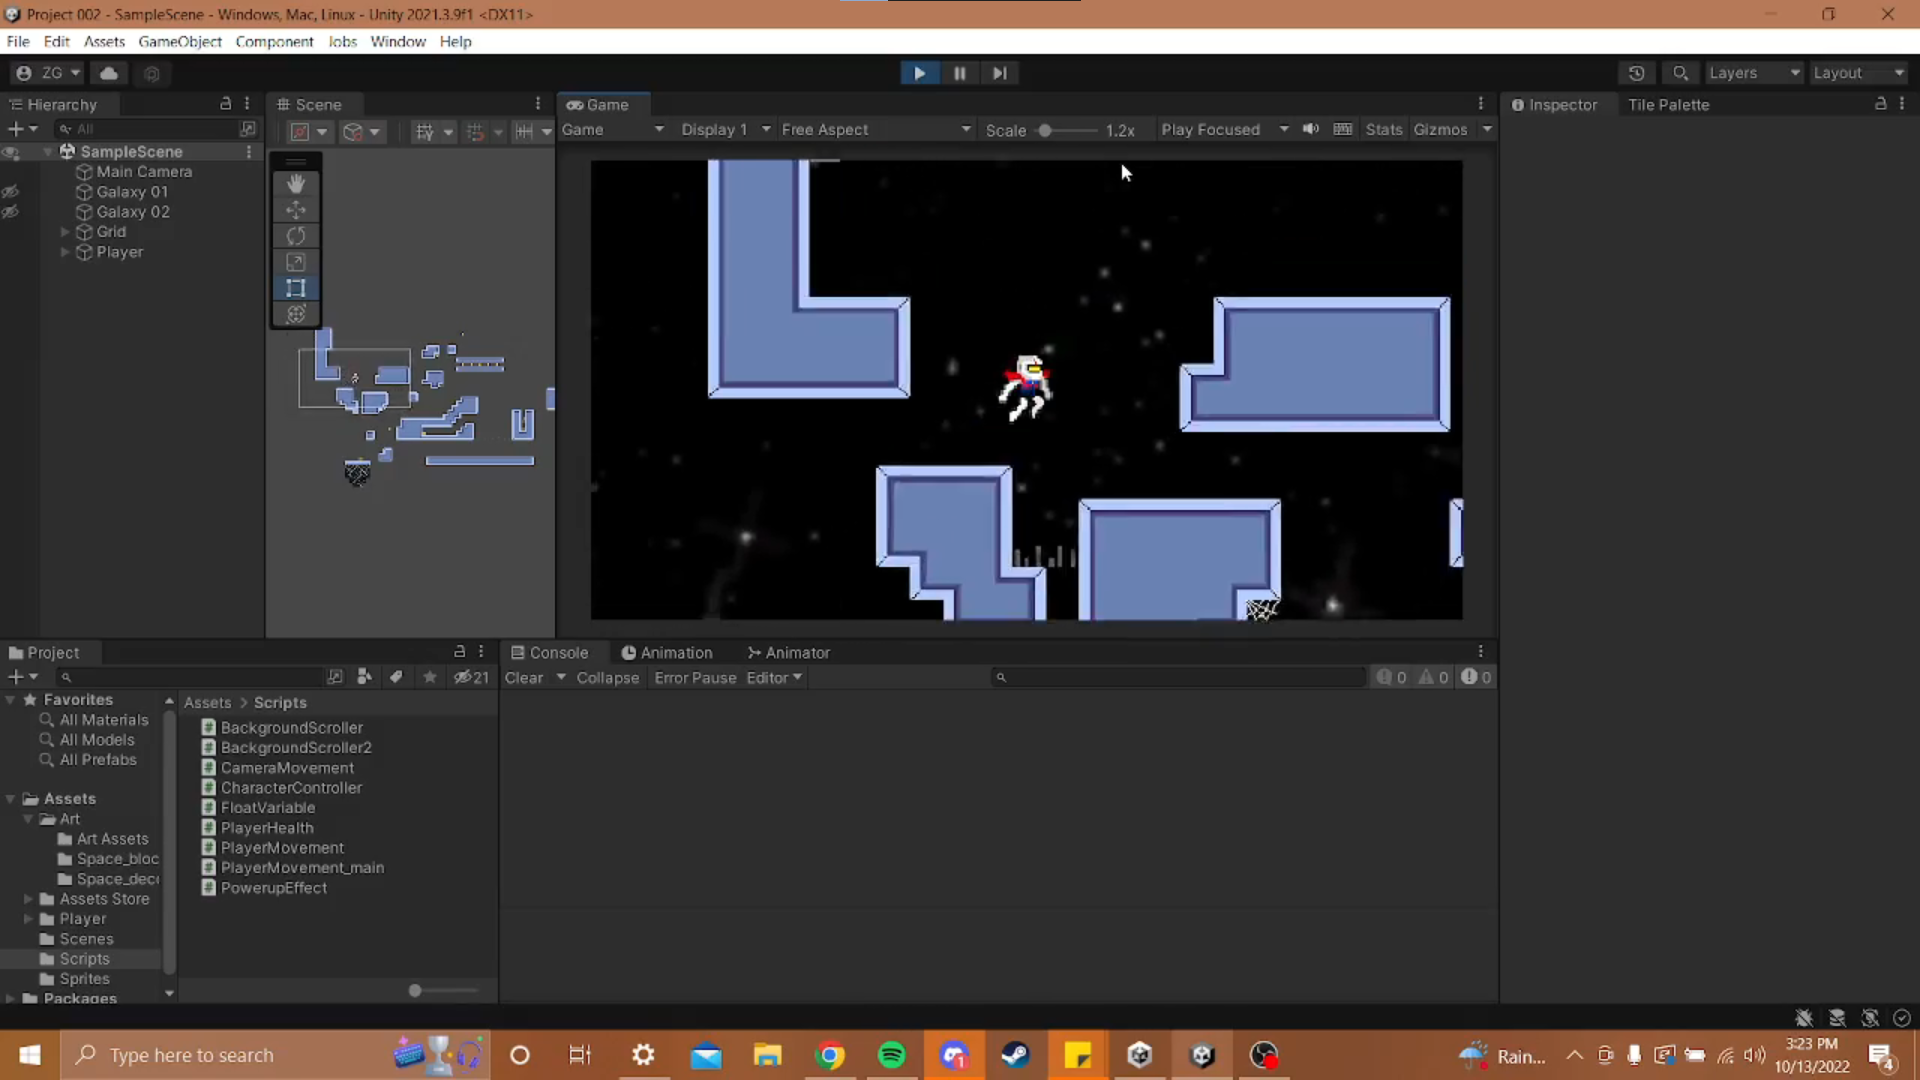 Project 002 - SampleScene - Windows, Mac, Linux - Unity 2021.3.9f1 <DX11>
File Edit Assets GameObject Component Jobs Window Help
ZG Layers Layout
Hierarchy Scene Game Inspector Tile Palette
All Game Display 1 Free Aspect Scale 1.2x Play Focused Stats Gizmos
SampleScene
Main Camera
Galaxy 01
Galaxy 02
Grid
Player
Project Console Animation Animator
21 Clear Collapse Error Pause Editor 0 0 0
Favorites
All Materials
All Models
All Prefabs
Assets
Art
Art Assets
Space_bloc
Space_dec
Assets Store
Player
Scenes
Scripts
Sprites
Packages
Assets > Scripts
BackgroundScroller
BackgroundScroller2
CameraMovement
CharacterController
FloatVariable
PlayerHealth
PlayerMovement
PlayerMovement_main
PowerupEffect
Type here to search 1 Rain... 3:23 PM
10/13/2022 4